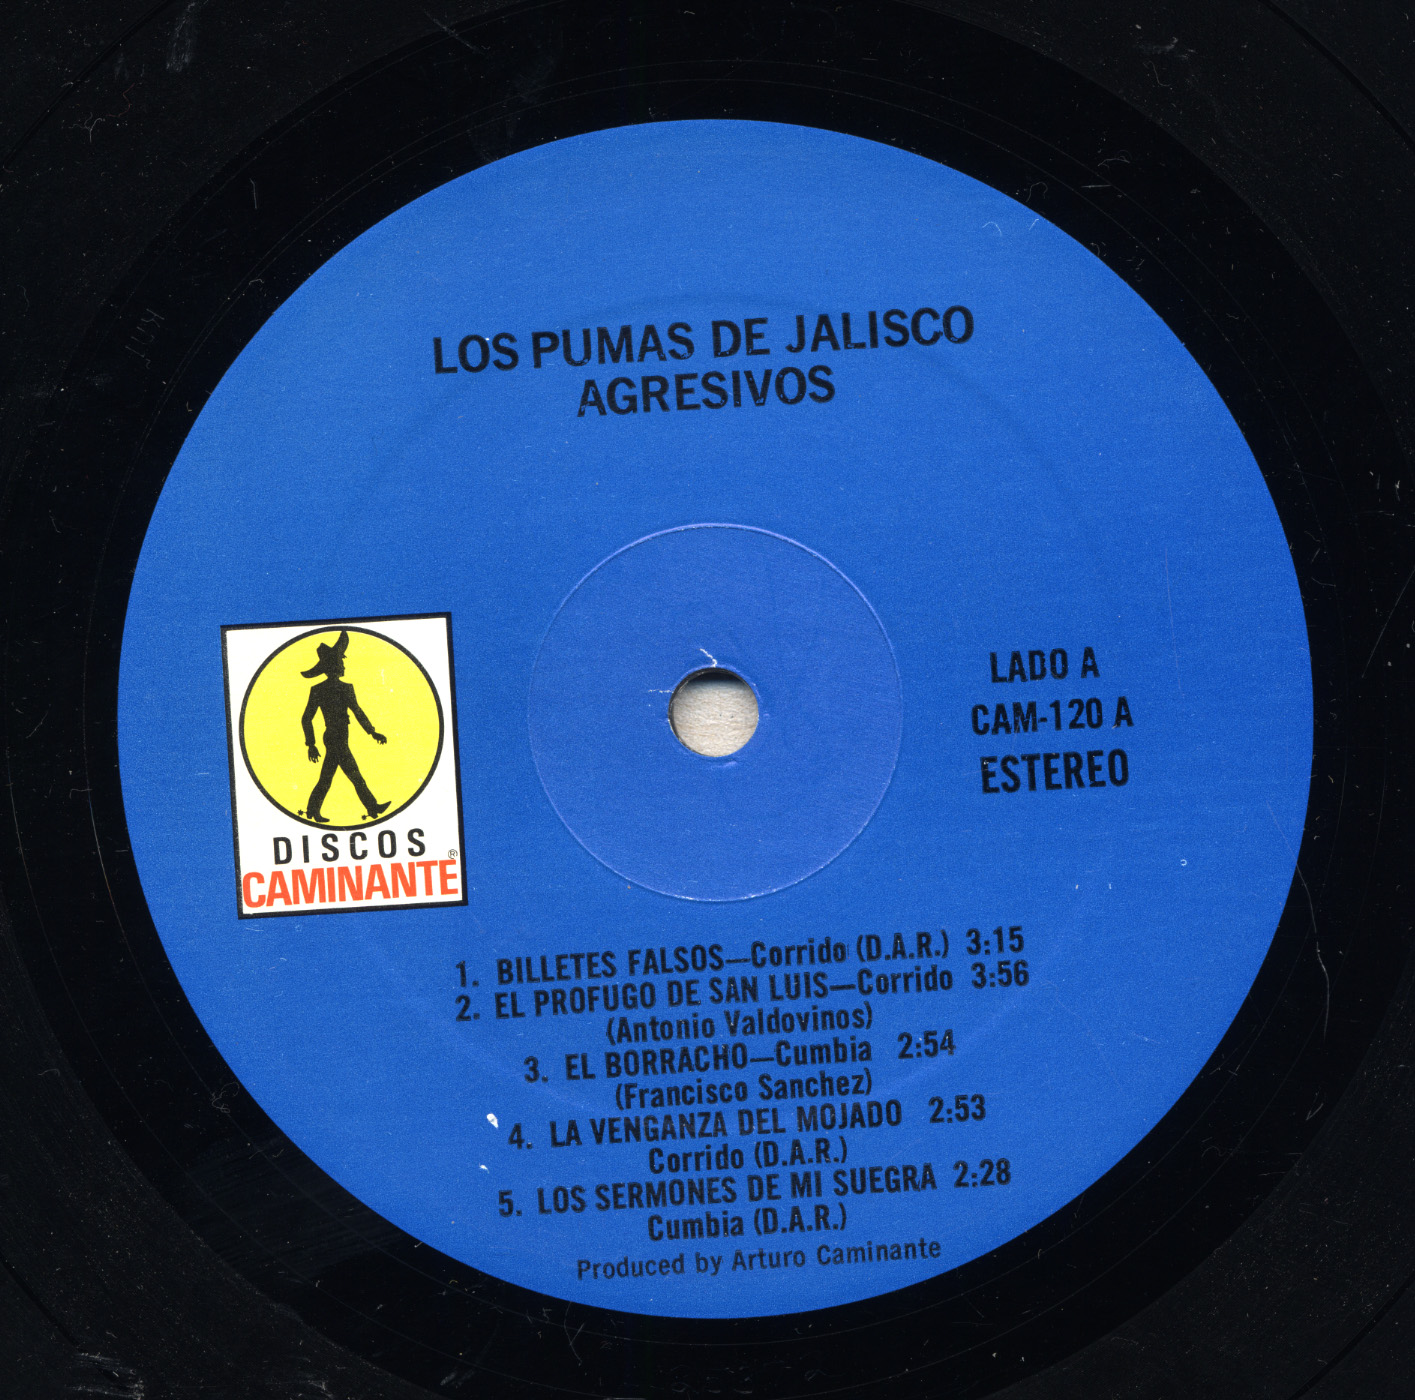 LOS PUMAS DE JALISCO
AGRESIVOS
DISCOS
CAMINANTE®
LADO A
CAM-120 A
ESTEREO
1. BILLETES FALSOS—Corrido (D.A.R.) 3:15
2. EL PROFUGO DE SAN LUIS—Corrido 3:56
(Antonio Valdovinos)
3. EL BORRACHO—Cumbia 2:54
(Francisco Sanchez)
4. LA VENGANZA DEL MOJADO 2:53
Corrido (D.A.R.)
5. LOS SERMONES DE MI SUEGRA 2:28
Cumbia (D.A.R.)
Produced by Arturo Caminante